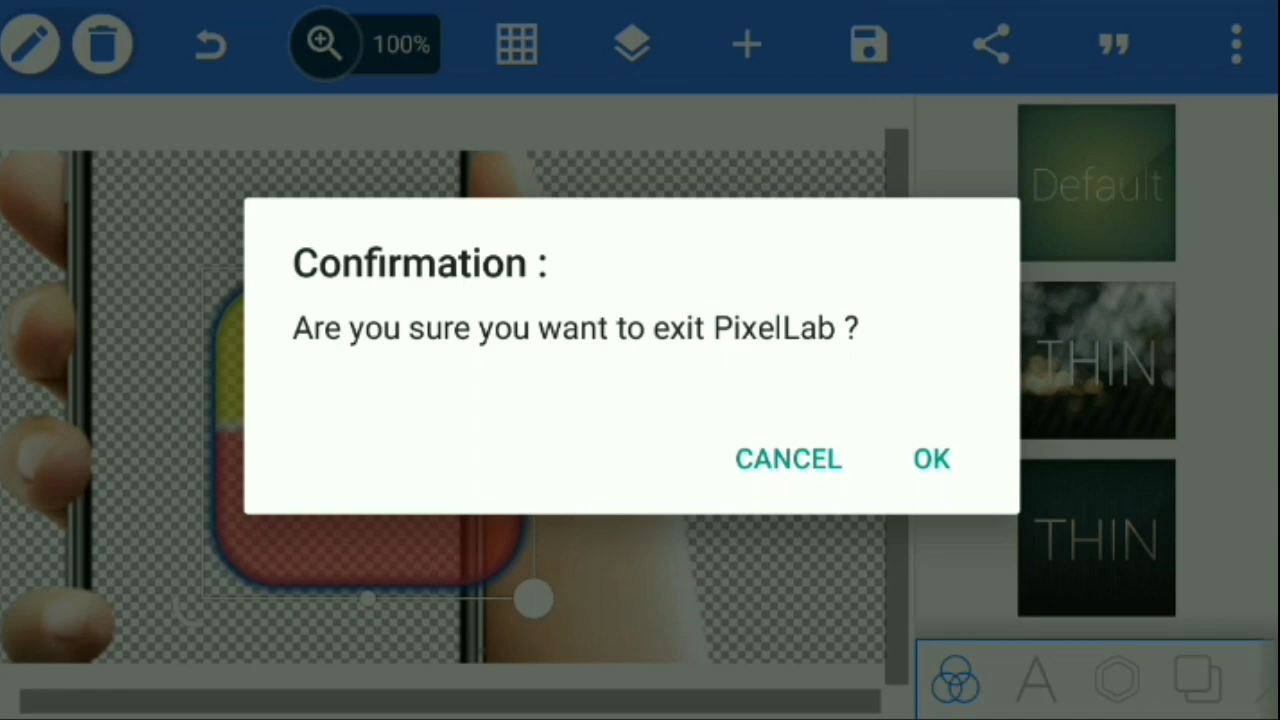 100%
Default
Confirmation :
Are you sure you want to exit PixelLab ?
THIN
CANCEL
OK
THIN